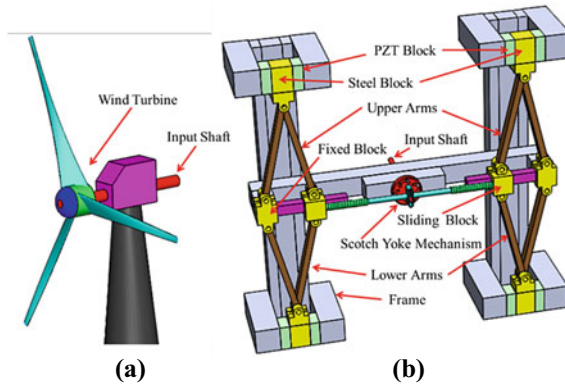 PZT Block
Steel Block
Wind Turbine
Upper Arms
Input Shaft
Input Shaft
Fixed Block
Sliding Block
Scotch Yoke Mechanism
Lower Arms
Frame
(a)
(b)